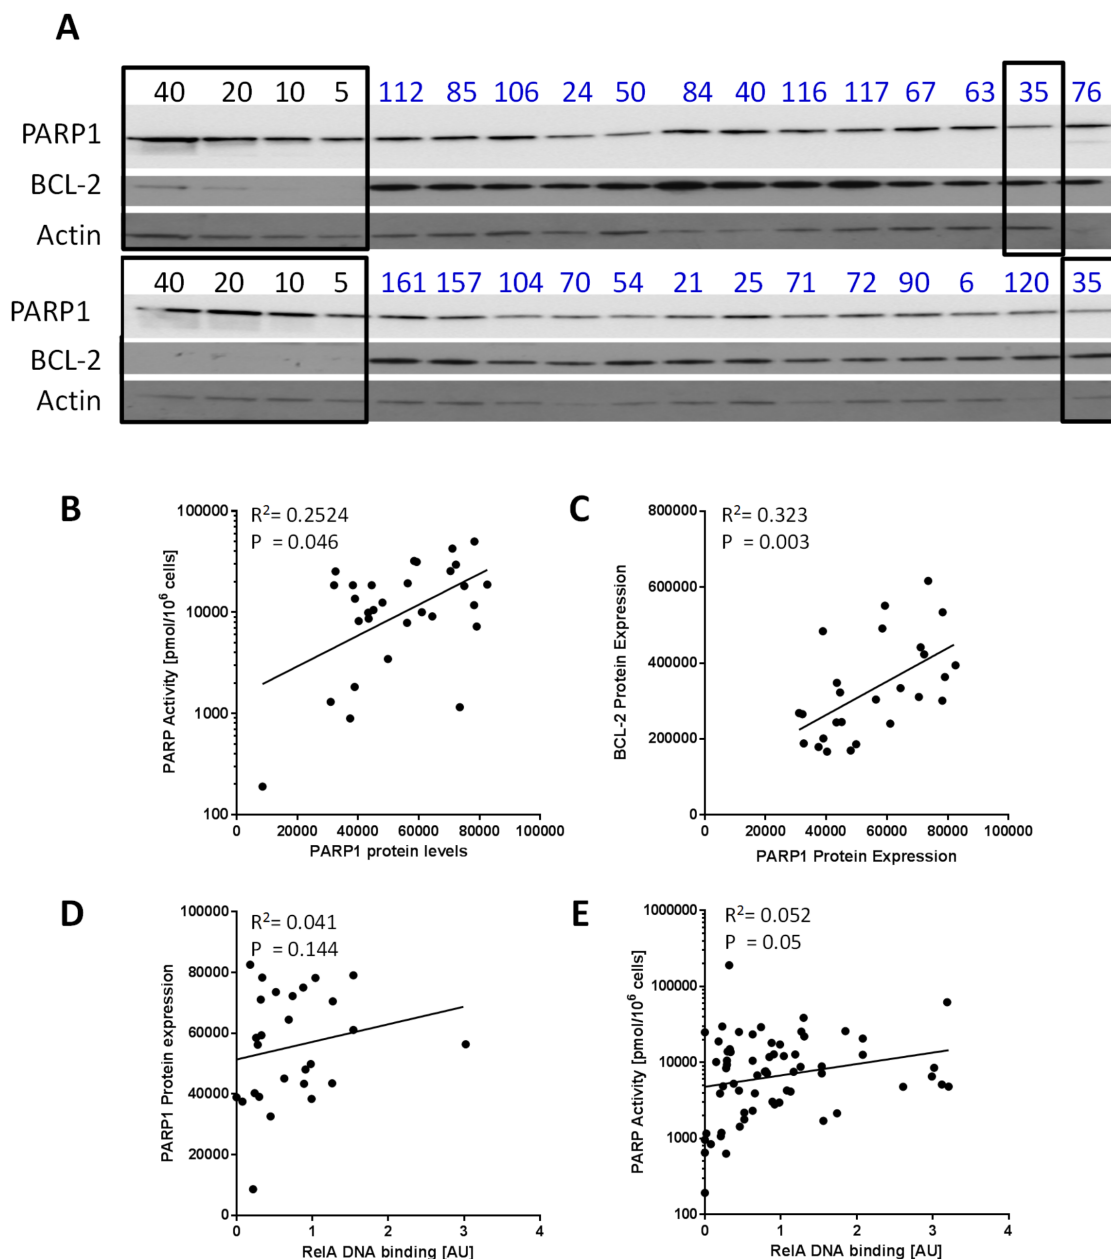 A
40 20 10 5 112 85 106 24 50 84 40 116 117 67 63 35 76
PARP1
BCL-2
Actin
40 20 10 5 161 157 104 70 54 21 25 71 72 90 6 120 35
PARP1
BCL-2
Actin
B
R²= 0.2524
P = 0.046
PARP Activity [pmol/10⁶ cells]
100000
10000
1000
100
0 20000 40000 60000 80000 100000
PARP1 protein levels
C
R²= 0.323
P = 0.003
BCL-2 Protein Expression
800000
600000
400000
200000
0
0 20000 40000 60000 80000 100000
PARP1 Protein Expression
D
R²= 0.041
P = 0.144
PARP1 Protein expression
100000
80000
60000
40000
20000
0
0 1 2 3 4
RelA DNA binding [AU]
E
R²= 0.052
P = 0.05
PARP Activity [pmol/10⁶ cells]
1000000
100000
10000
1000
100
0 1 2 3 4
RelA DNA binding [AU]